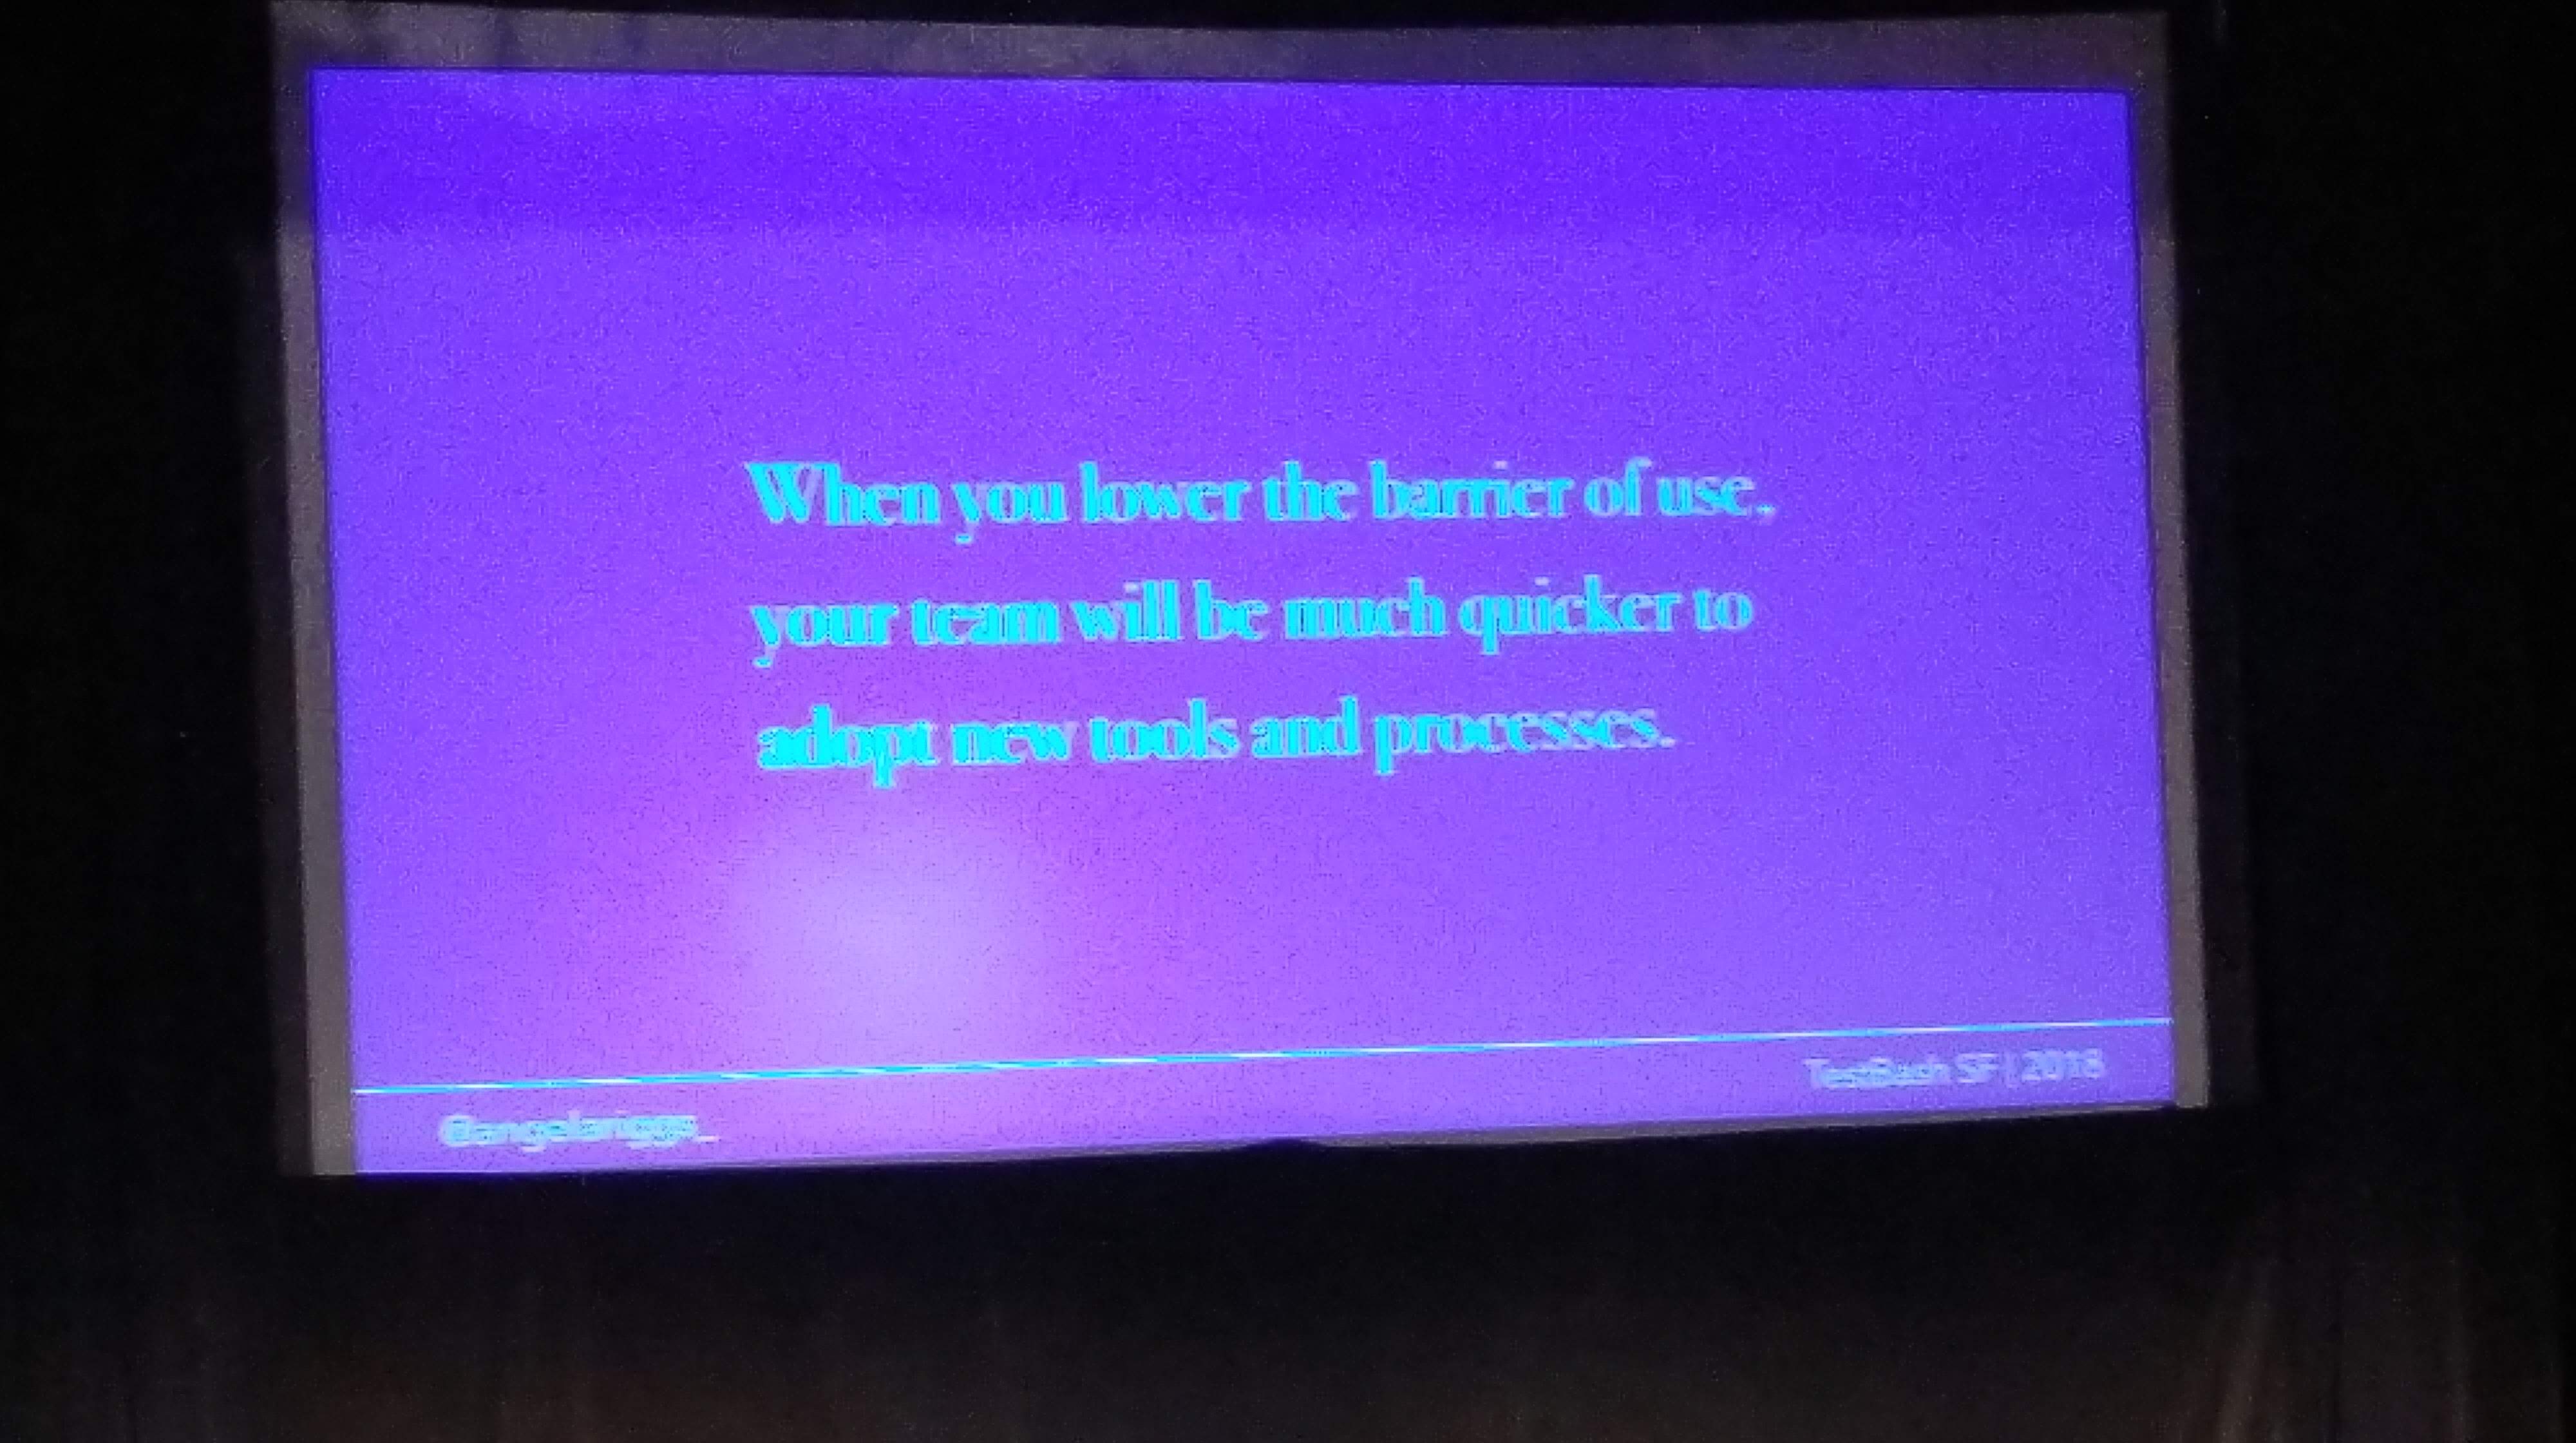 When you lower the barrier of use,
your team will be much quicker to
adopt new tools and processes.
@angelariggs_
TestBash SF | 2018